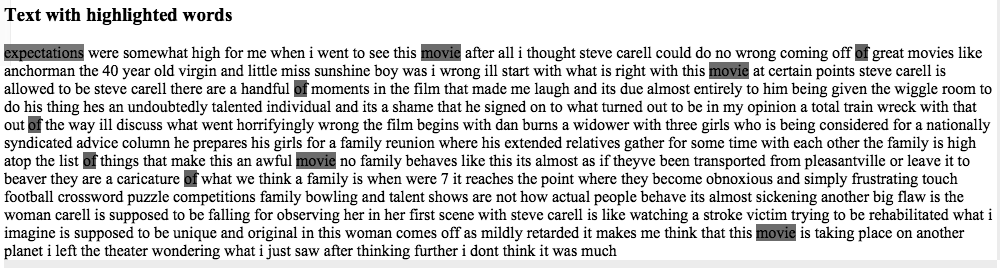 Text with highlighted words
expectations were somewhat high for me when i went to see this movie after all i thought steve carell could do no wrong coming off of great movies like
anchorman the 40 year old virgin and little miss sunshine boy was i wrong ill start with what is right with this movie at certain points steve carell is
allowed to be steve carell there are a handful of moments in the film that made me laugh and its due almost entirely to him being given the wiggle room to
do his thing hes an undoubtedly talented individual and its a shame that he signed on to what turned out to be in my opinion a total train wreck with that
out of the way ill discuss what went horrifyingly wrong the film begins with dan burns a widower with three girls who is being considered for a nationally
syndicated advice column he prepares his girls for a family reunion where his extended relatives gather for some time with each other the family is high
atop the list of things that make this an awful movie no family behaves like this its almost as if theyve been transported from pleasantville or leave it to
beaver they are a caricature of what we think a family is when were 7 it reaches the point where they become obnoxious and simply frustrating touch
football crossword puzzle competitions family bowling and talent shows are not how actual people behave its almost sickening another big flaw is the
woman carell is supposed to be falling for observing her in her first scene with steve carell is like watching a stroke victim trying to be rehabilitated what i
imagine is supposed to be unique and original in this woman comes off as mildly retarded it makes me think that this movie is taking place on another
planet i left the theater wondering what i just saw after thinking further i dont think it was much